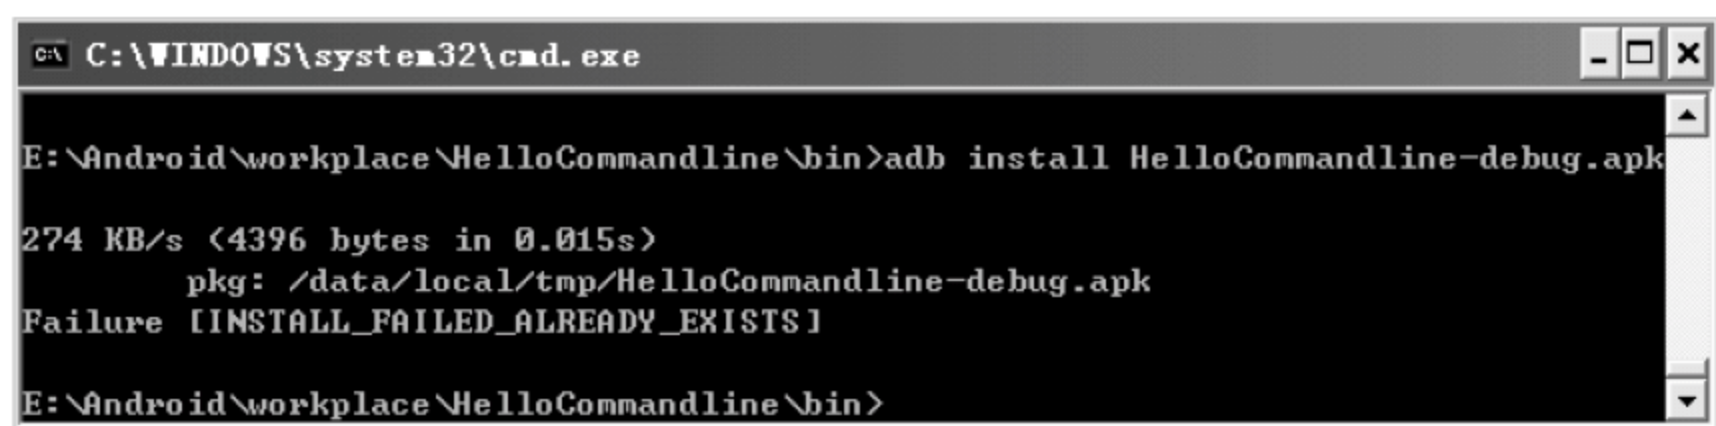 C:\WINDOWS\system32\cmd.exe
E:\Android\workplace\HelloCommandline\bin>adb install HelloCommandline-debug.apk
274 KB/s (4396 bytes in 0.015s)
pkg: /data/local/tmp/HelloCommandline-debug.apk
Failure [INSTALL_FAILED_ALREADY_EXISTS]
E:\Android\workplace\HelloCommandline\bin>